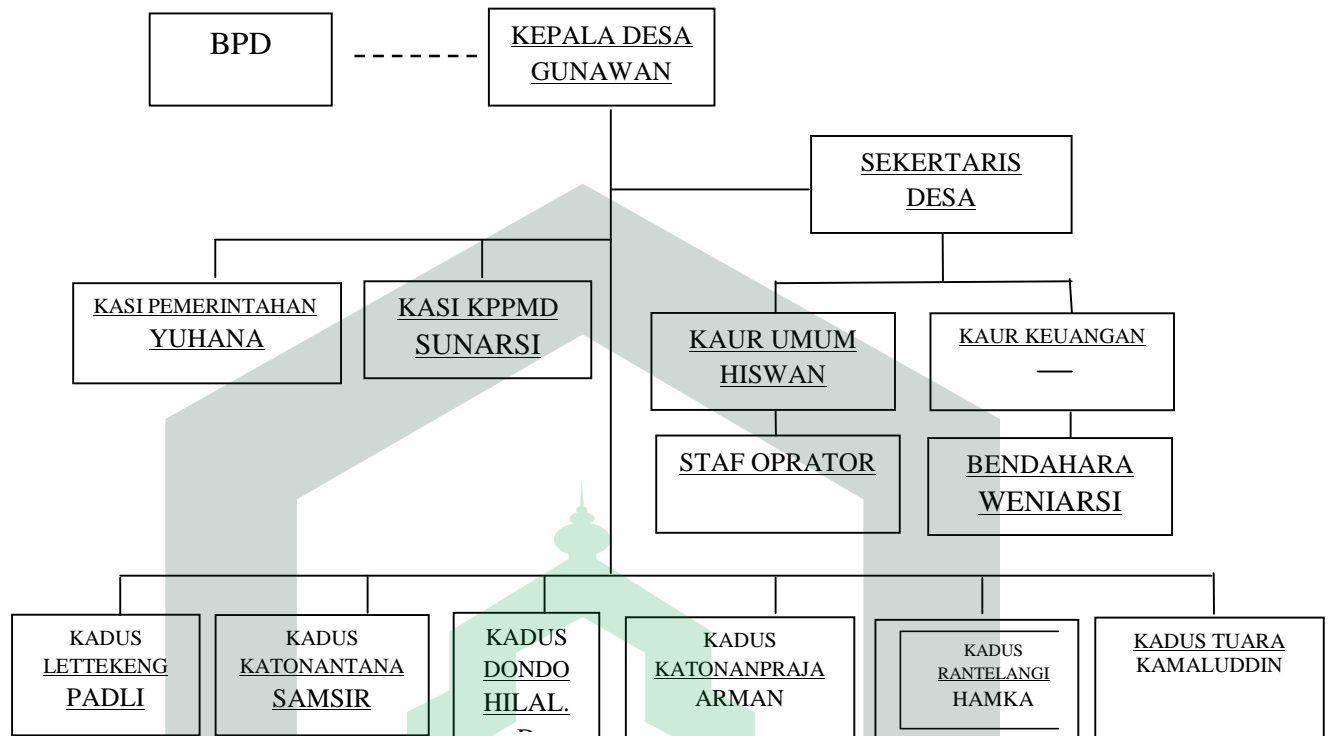 BPD
KEPALA DESA
GUNAWAN
SEKERTARIS
DESA
KASI PEMERINTAHAN
YUHANA
KASI KPPMD
SUNARSI
KAUR UMUM
HISWAN
KAUR KEUANGAN
—
STAF OPRATOR
BENDAHARA
WENIARSI
KADUS
LETTEKENG
PADLI
KADUS
KATONANTANA
SAMSIR
KADUS
DONDO
HILAL.
KADUS
KATONANPRAJA
ARMAN
KADUS
RANTELANGI
HAMKA
KADUS TUARA
KAMALUDDIN